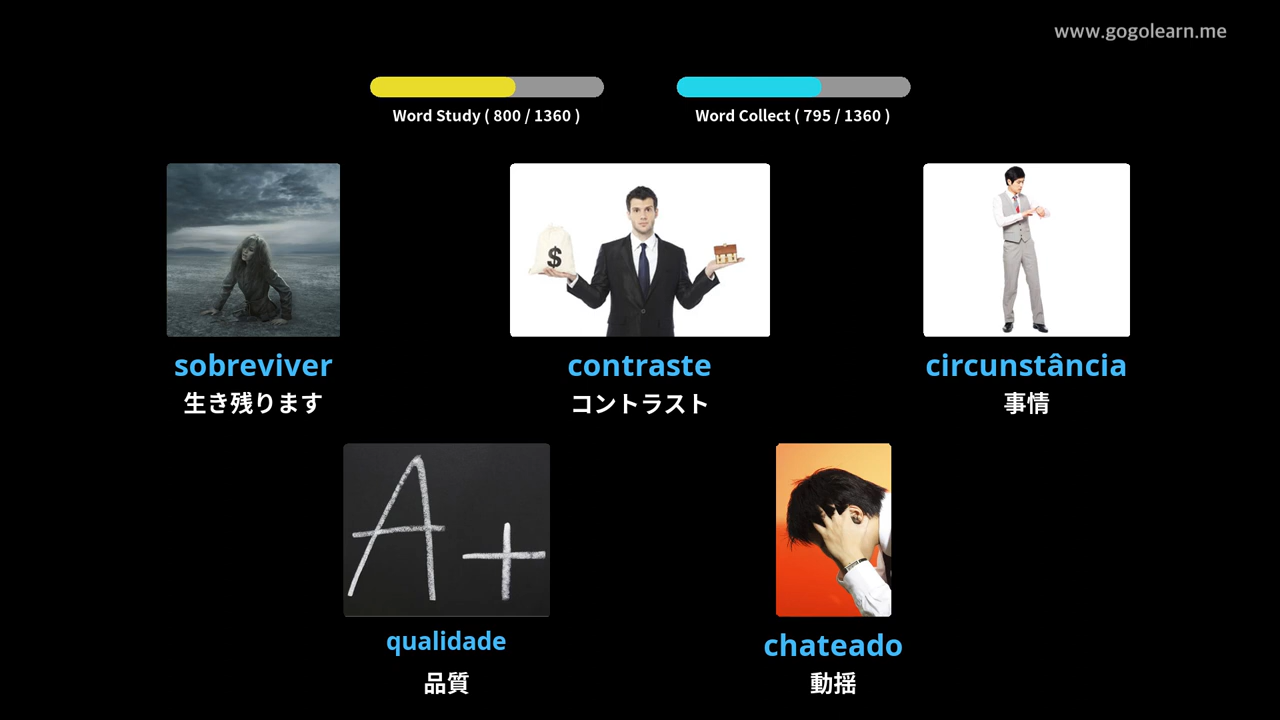 www.gogolearn.me
Word Study ( 800 / 1360 )
Word Collect ( 795 / 1360 )
$
sobreviver
生き残ります
contraste
コントラスト
circunstância
事情
A+
qualidade
品質
chateado
動揺